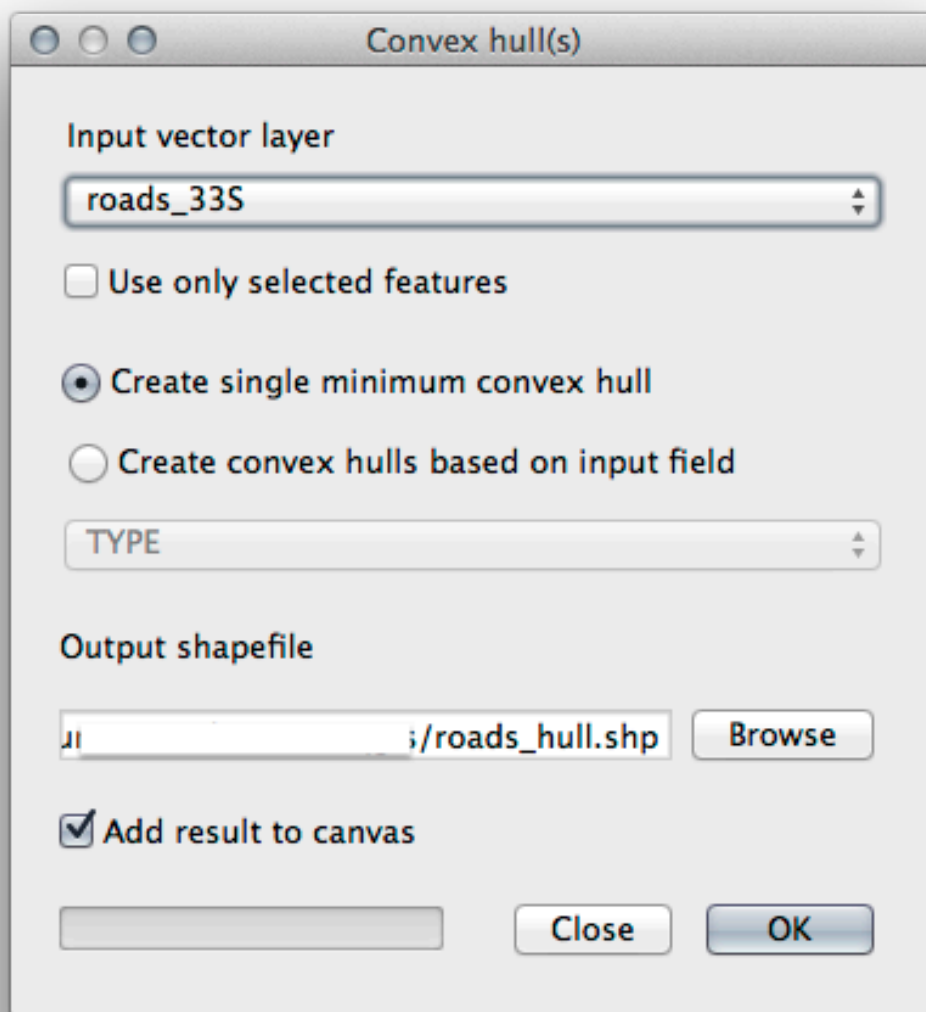 Convex hull(s)
Input vector layer
roads_33S
Use only selected features
Create single minimum convex hull
Create convex hulls based on input field
TYPE
Output shapefile
/roads_hull.shp
Browse
Add result to canvas
Close
OK